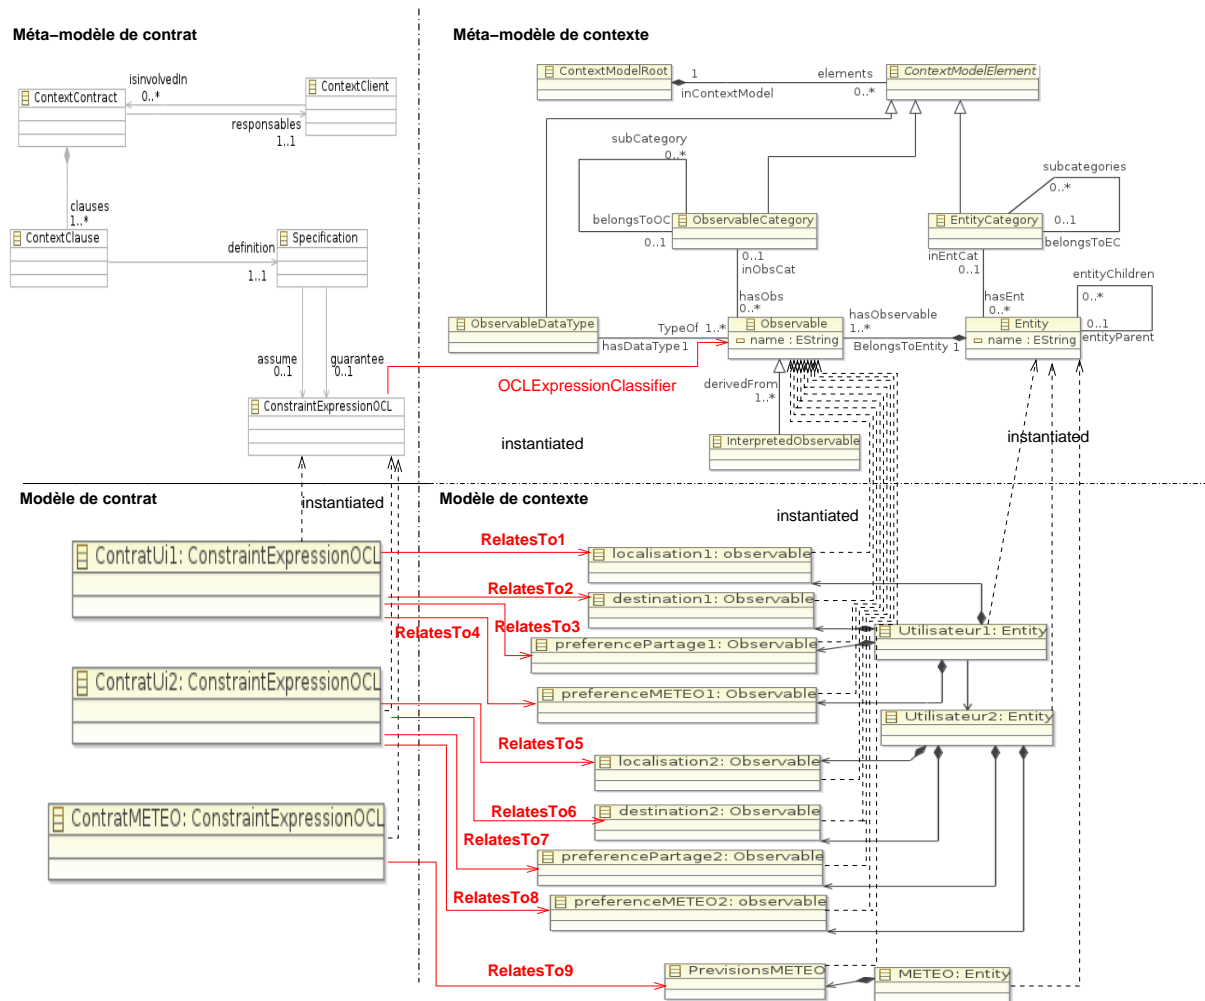 Méta−modèle de contrat
Méta−modèle de contexte
ContextContract
isinvolvedIn
0..*
ContextClient
responsables
1..1
clauses
1..*
ContextClause
definition
1..1
Specification
assume
0..1
guarantee
0..1
ConstraintExpressionOCL
ContextModelRoot
1
inContextModel
elements
0..*
ContextModelElement
subCategory
0..*
belongsToOC
0..1
ObservableCategory
subcategories
0..*
EntityCategory
0..1
belongsToEC
0..1
inObsCat
inEntCat
0..1
hasObs
0..*
hasEnt
0..*
entityChildren
0..*
0..1
entityParent
ObservableDataType
TypeOf
1..*
hasDataType
1
Observable
name : EString
hasObservable
1..*
BelongsToEntity
1
Entity
name : EString
OCLExpressionClassifier
derivedFrom
1..*
InterpretedObservable
instantiated
instantiated
Modèle de contrat
instantiated
Modèle de contexte
instantiated
ContratUi1: ConstraintExpressionOCL
RelatesTo1
localisation1: observable
RelatesTo2
destination1: Observable
RelatesTo3
RelatesTo4
preferencePartage1: Observable
Utilisateur1: Entity
preferenceMETEO1: Observable
ContratUi2: ConstraintExpressionOCL
Utilisateur2: Entity
RelatesTo5
localisation2: Observable
RelatesTo6
destination2: Observable
RelatesTo7
preferencePartage2: Observable
RelatesTo8
preferenceMETEO2: observable
ContratMETEO: ConstraintExpressionOCL
RelatesTo9
PrevisionsMETEO
METEO: Entity